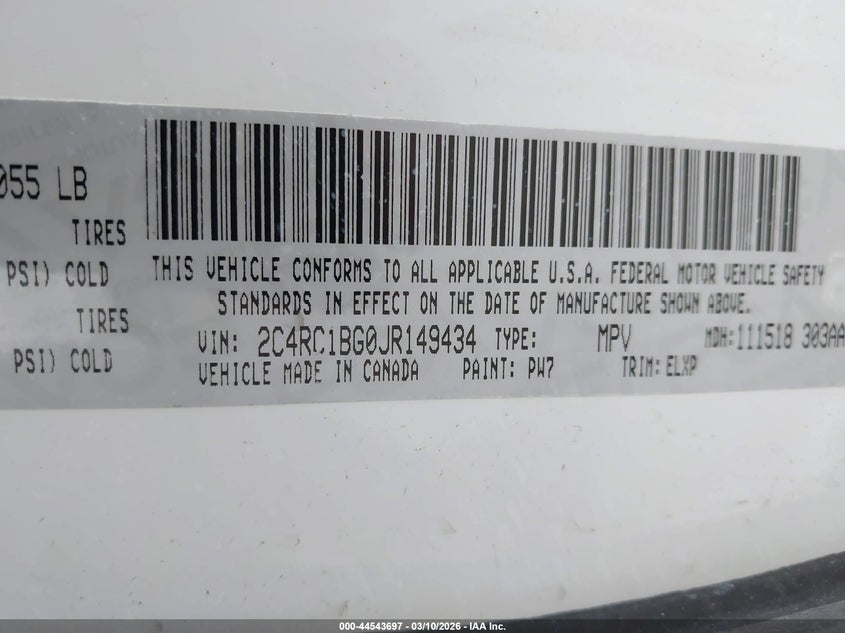 055 LB
TIRES
PSI) COLD
TIRES
PSI) COLD
THIS VEHICLE CONFORMS TO ALL APPLICABLE U.S.A. FEDERAL MOTOR VEHICLE SAFETY
STANDARDS IN EFFECT ON THE DATE OF MANUFACTURE SHOWN ABOVE.
VIN: 2C4RC1BG0JR149434 TYPE: MPV MDH:111518 303AA
VEHICLE MADE IN CANADA PAINT: PW7 TRIM: ELXP
000-44543697 - 03/10/2026 - IAA Inc.